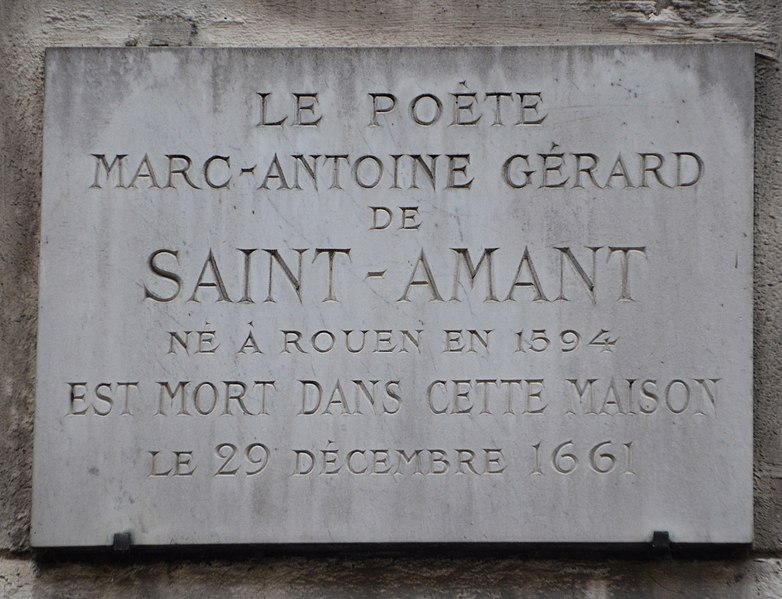 LE POÈTE
MARC-ANTOINE GÉRARD
DE
SAINT-AMANT
NÉ À ROUEN EN 1594
EST MORT DANS CETTE MAISON
LE 29 DÉCEMBRE 1661